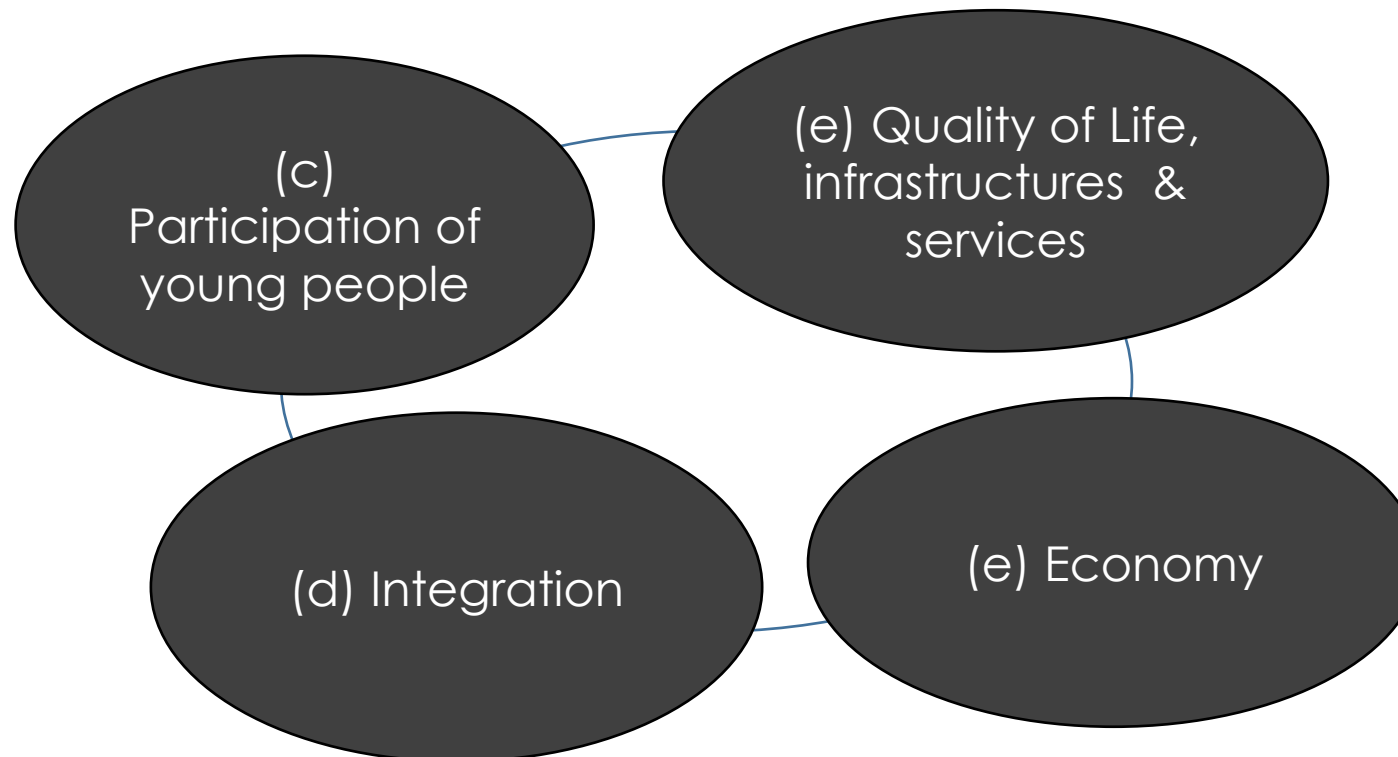 (c)
Participation of
young people
(e) Quality of Life,
infrastructures &
services
(d) Integration
(e) Economy